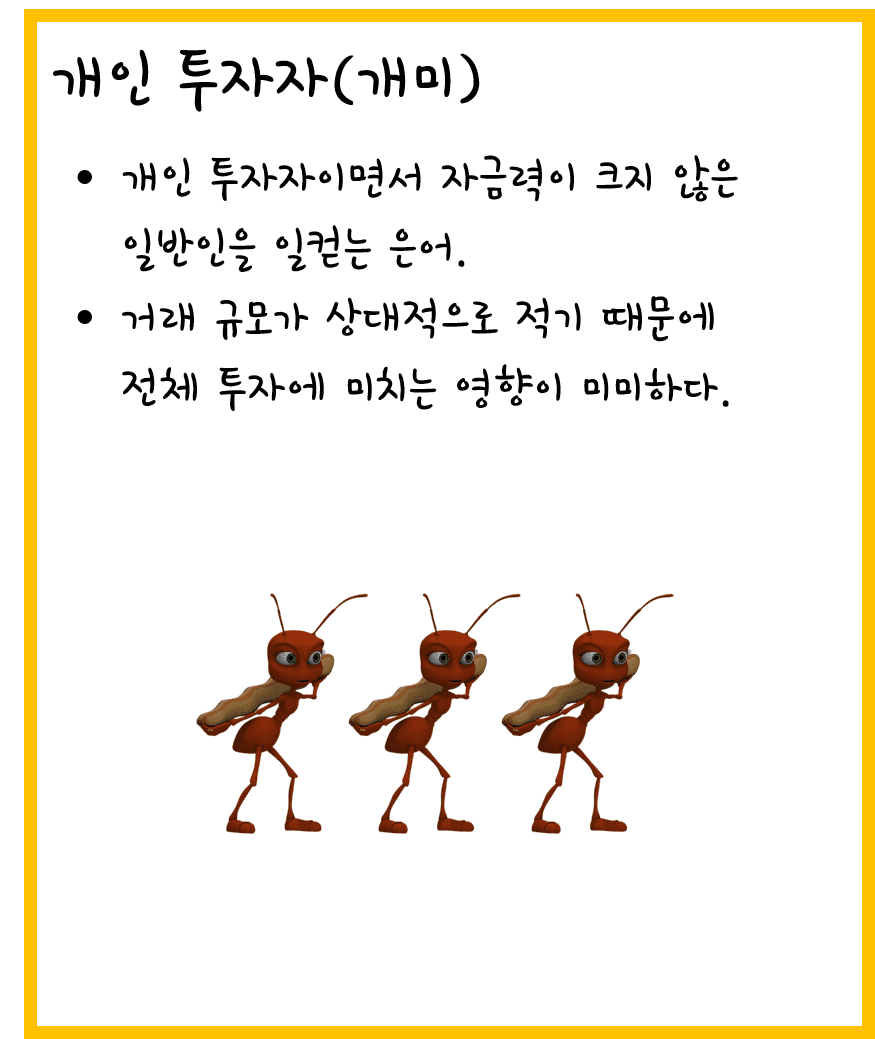 개인 투자자(개미)
• 개인 투자자이면서 자금력이 크지 않은
일반인을 일컫는 은어.
• 거래 규모가 상대적으로 적기 때문에
전체 투자에 미치는 영향이 미미하다.